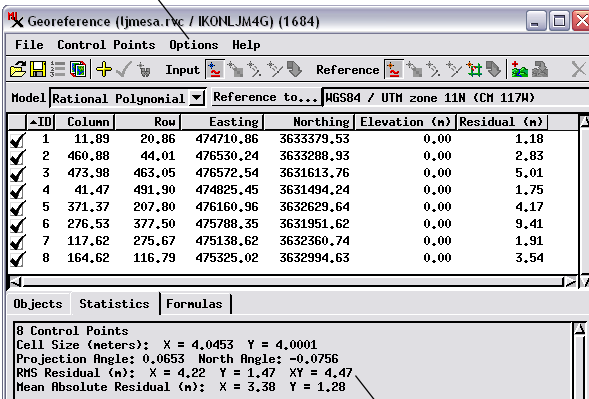 Georeference (ljmesa.rvc / IKONLJM4G) (1684)
File Control Points Options Help
Input Reference
Model Rational Polynomial Reference to... WGS84 / UTM zone 11N (CM 117W)
ID Column Row Easting Northing Elevation (m) Residual (m)
1 11.89 20.86 474710.86 3633379.53 0.00 1.18
2 460.88 44.01 476530.24 3633288.93 0.00 2.83
3 473.98 463.05 476572.54 3631613.76 0.00 5.01
4 41.47 491.90 474825.45 3631494.24 0.00 1.75
5 371.37 207.80 476160.96 3632629.64 0.00 4.17
6 276.53 377.50 475788.35 3631951.62 0.00 9.41
7 117.62 275.67 475138.62 3632360.74 0.00 1.91
8 164.62 116.79 475325.02 3632994.63 0.00 3.54
Objects Statistics Formulas
8 Control Points
Cell Size (meters): X = 4.0453 Y = 4.0001
Projection Angle: 0.0653 North Angle: -0.0756
RMS Residual (m): X = 4.22 Y = 1.47 XY = 4.47
Mean Absolute Residual (m): X = 3.38 Y = 1.28